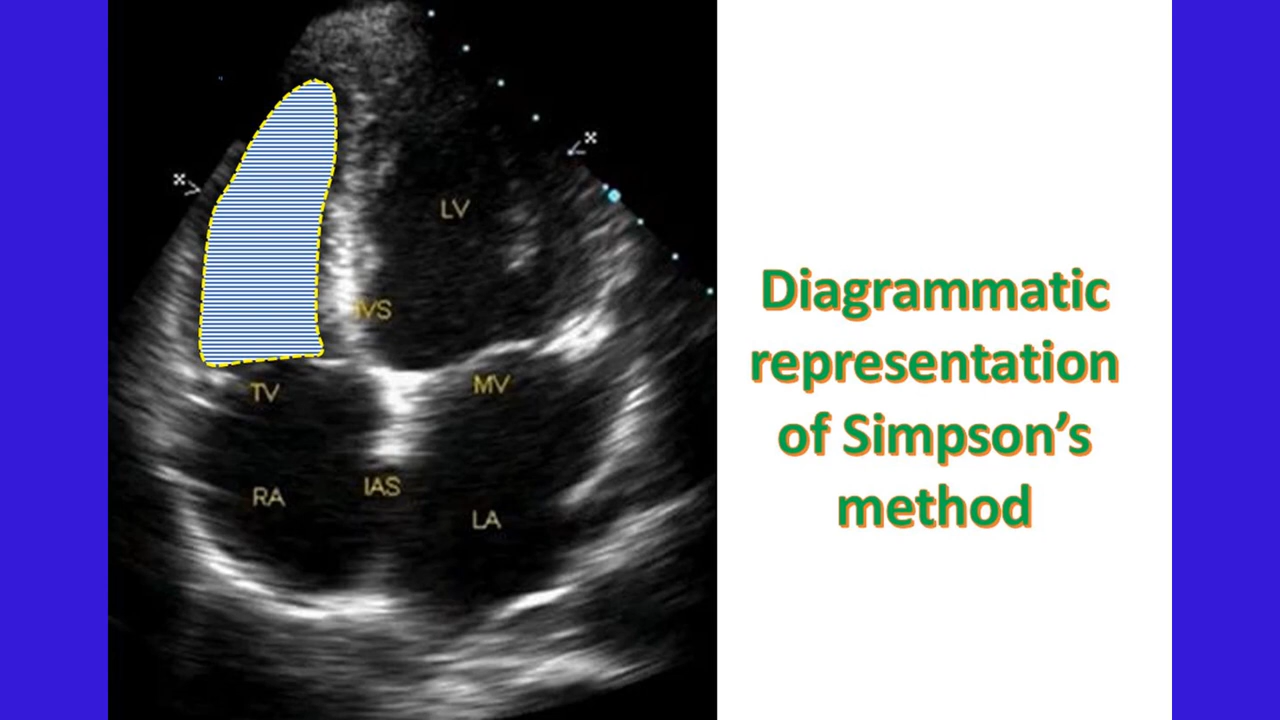 LV
IVS
TV
MV
RA
IAS
LA
Diagrammatic
representation
of Simpson’s
method